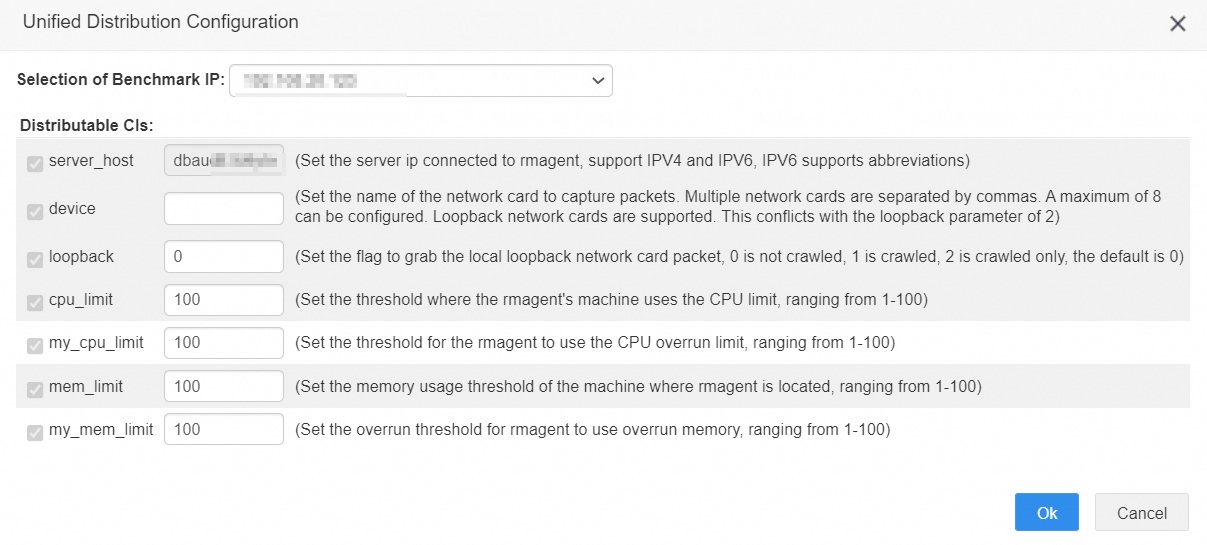 Unified Distribution Configuration
Selection of Benchmark IP:
Distributable CIs:
server_host (Set the server ip connected to rmagent, support IPV4 and IPV6, IPV6 supports abbreviations)
device (Set the name of the network card to capture packets. Multiple network cards are separated by commas. A maximum of 8
can be configured. Loopback network cards are supported. This conflicts with the loopback parameter of 2)
loopback 0 (Set the flag to grab the local loopback network card packet, 0 is not crawled, 1 is crawled, 2 is crawled only, the default is 0)
cpu_limit 100 (Set the threshold where the rmagent's machine uses the CPU limit, ranging from 1-100)
my_cpu_limit 100 (Set the threshold for the rmagent to use the CPU overrun limit, ranging from 1-100)
mem_limit 100 (Set the memory usage threshold of the machine where rmagent is located, ranging from 1-100)
my_mem_limit 100 (Set the overrun threshold for rmagent to use overrun memory, ranging from 1-100)
Ok Cancel